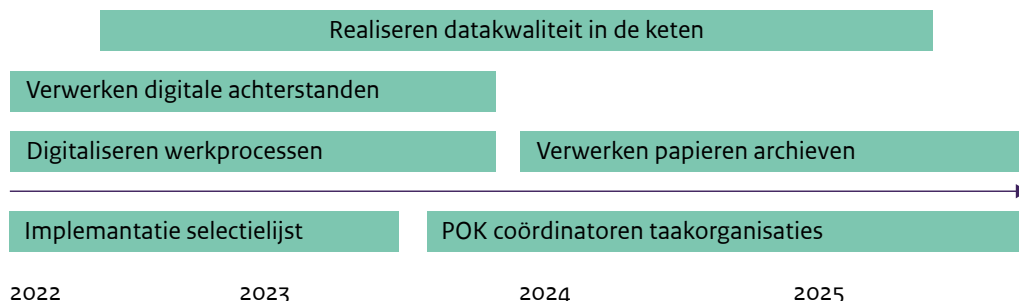 Realiseren datakwaliteit in de keten
Verwerken digitale achterstanden
Digitaliseren werkprocessen
Verwerken papieren archieven
Implemantatie selectielijst
POK coördinatoren taakorganisaties
2022 2023 2024 2025